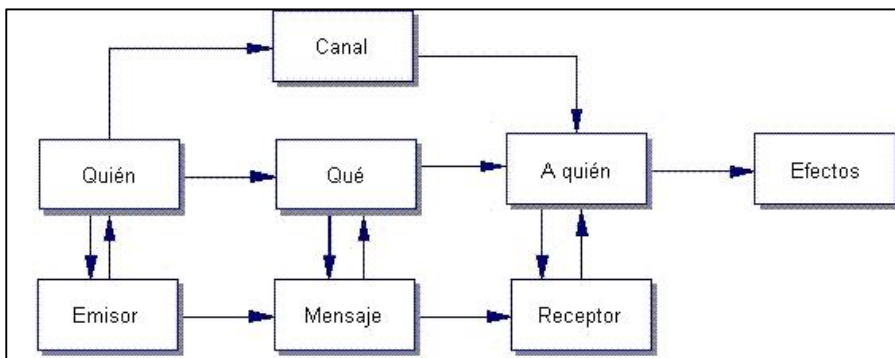 Canal
Quién
Qué
A quién
Efectos
Emisor
Mensaje
Receptor